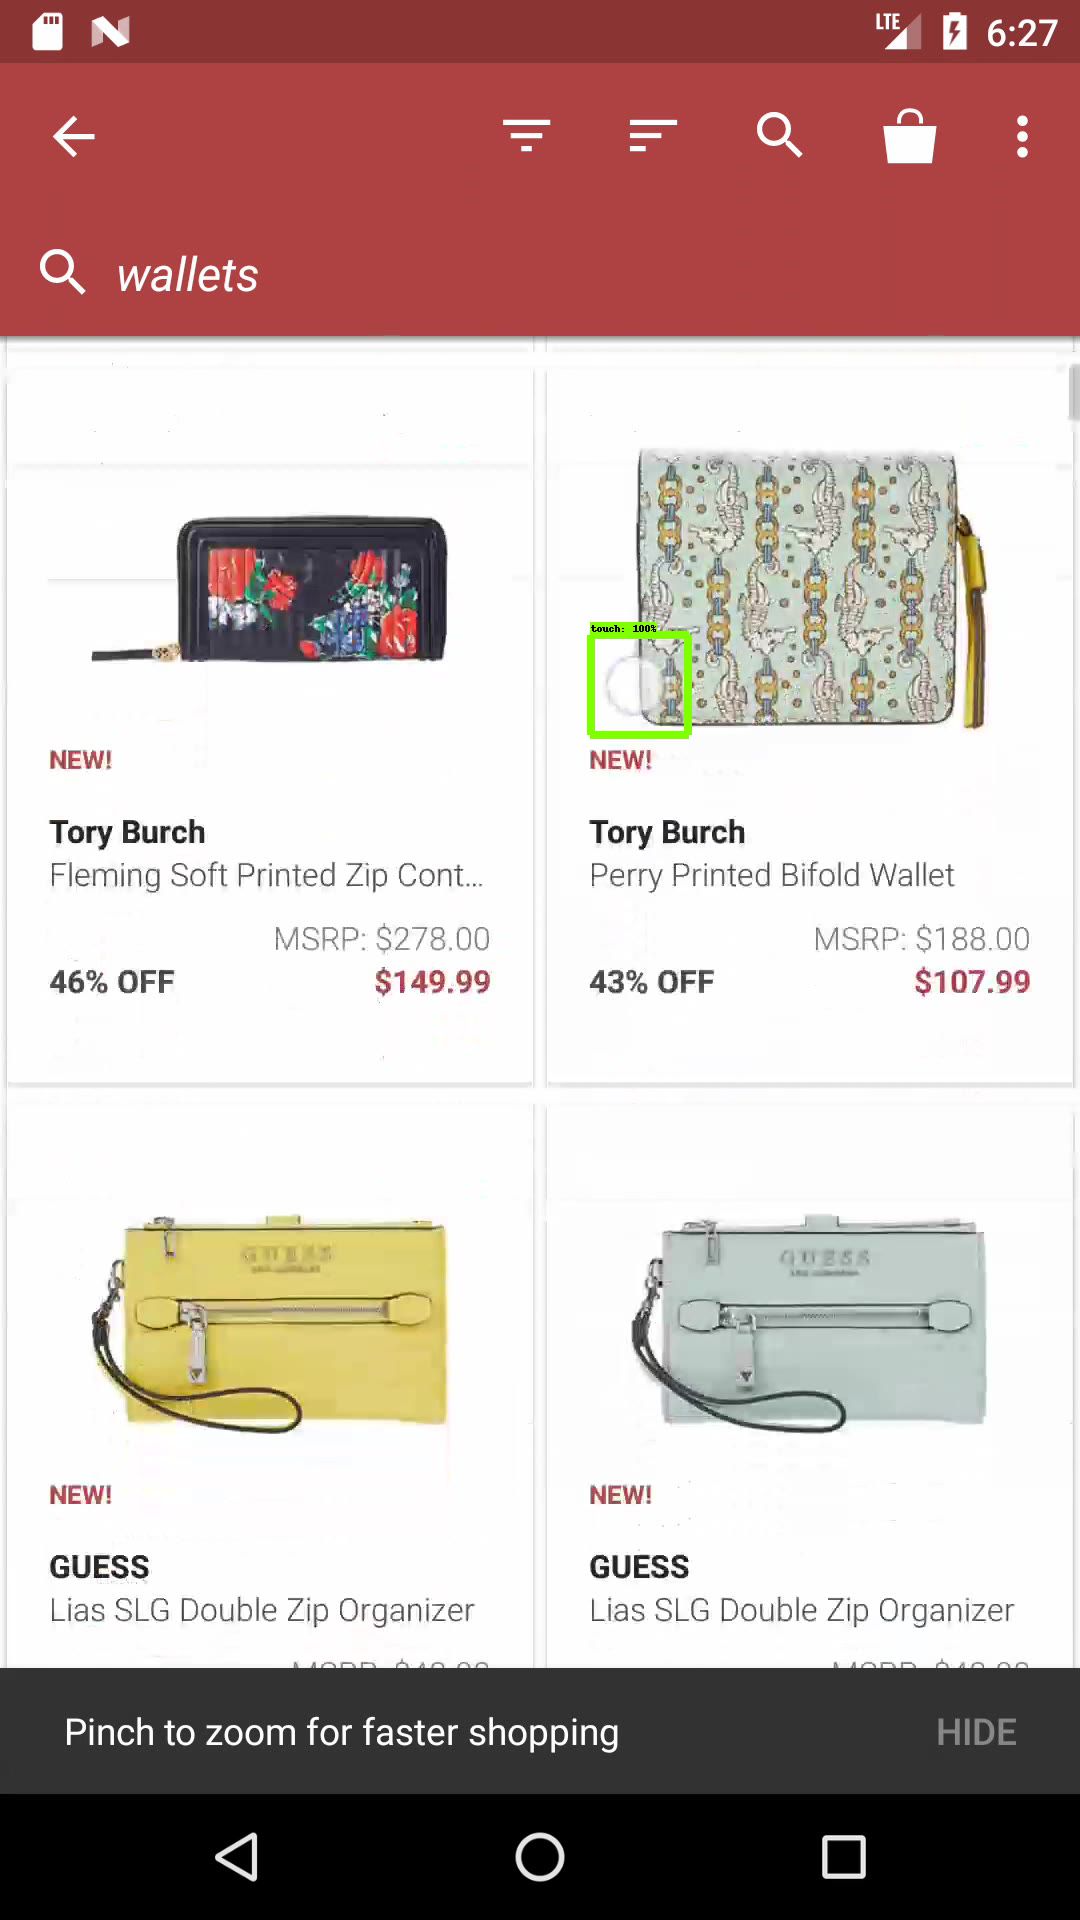 LTE 6:27
wallets
touch: 100%
NEW!
Tory Burch
Fleming Soft Printed Zip Cont...
MSRP: $278.00
46% OFF $149.99
NEW!
Tory Burch
Perry Printed Bifold Wallet
MSRP: $188.00
43% OFF $107.99
GUESS
NEW!
GUESS
Lias SLG Double Zip Organizer
GUESS
NEW!
GUESS
Lias SLG Double Zip Organizer
Pinch to zoom for faster shopping HIDE